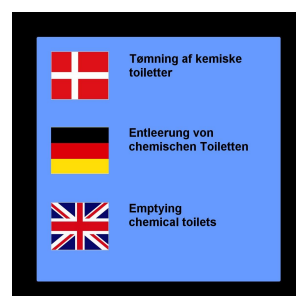 Tømning af kemiske
toiletter
Entleerung von
chemischen Toiletten
Emptying
chemical toilets